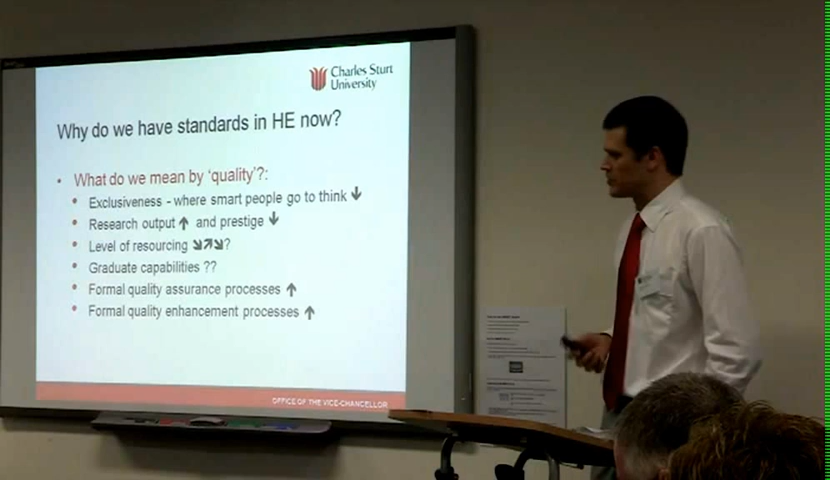 Charles Sturt
University
Why do we have standards in HE now?
• What do we mean by 'quality'?:
• Exclusiveness - where smart people go to think ↓
• Research output ↑ and prestige ↓
• Level of resourcing ↘↗↘?
• Graduate capabilities ??
• Formal quality assurance processes ↑
• Formal quality enhancement processes ↑
OFFICE OF THE VICE-CHANCELLOR